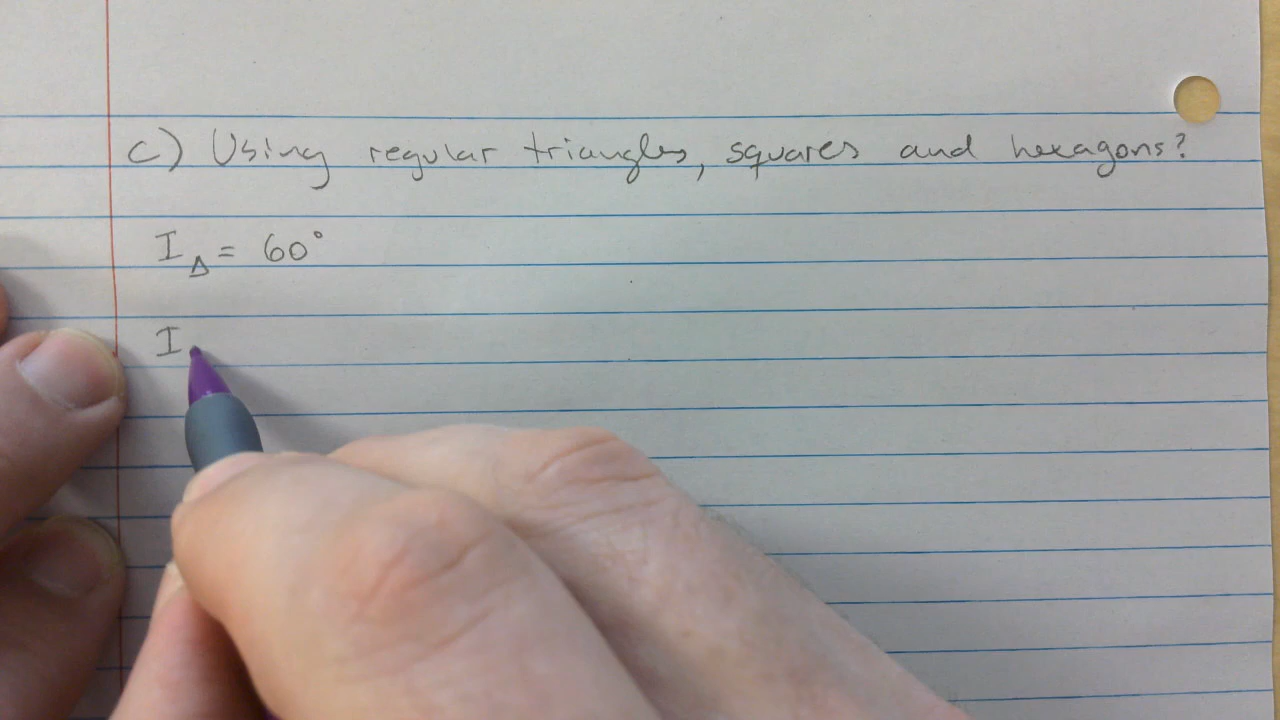 c) Using regular triangles, squares and hexagons?
I△ = 60°
I